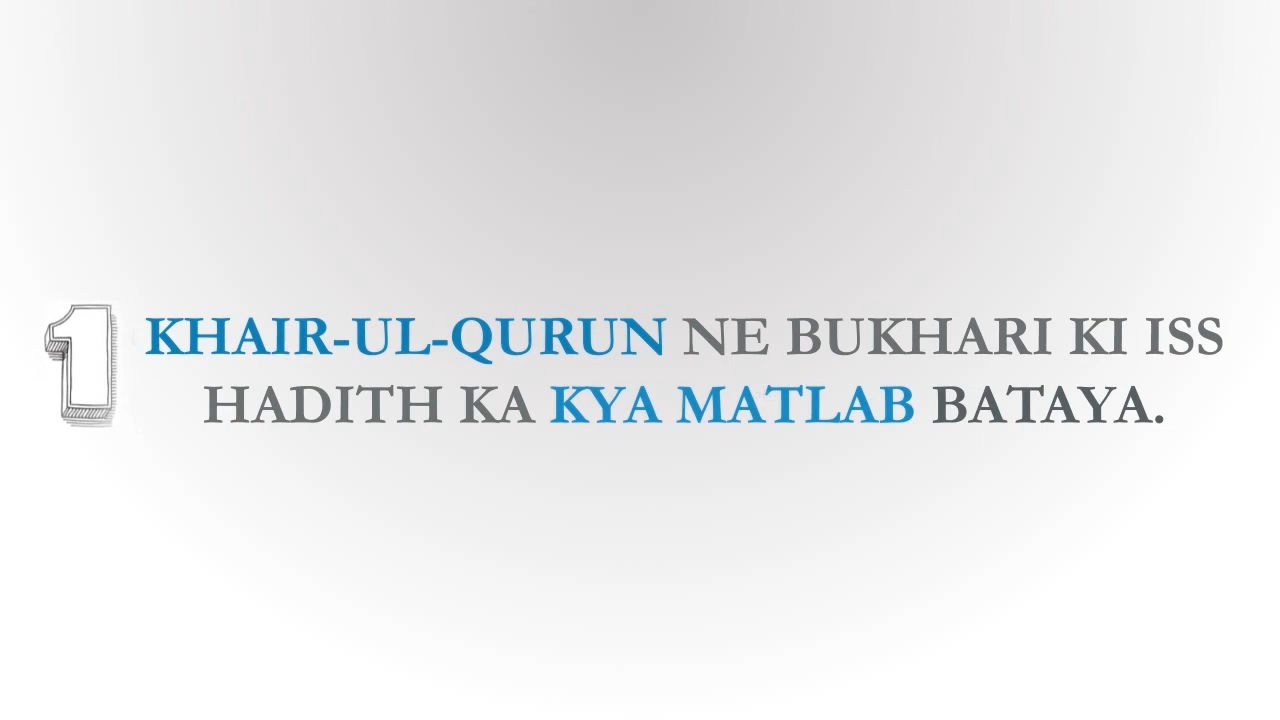 1 KHAIR-UL-QURUN NE BUKHARI KI ISS
HADITH KA KYA MATLAB BATAYA.